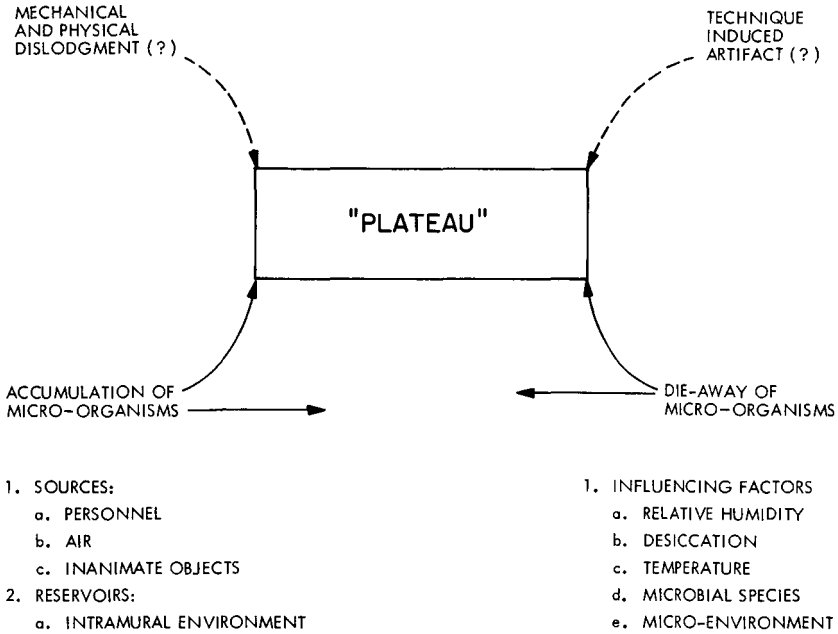 MECHANICAL
AND PHYSICAL
DISLODGMENT (?)
TECHNIQUE
INDUCED
ARTIFACT (?)
"PLATEAU"
ACCUMULATION OF
MICRO-ORGANISMS
DIE-AWAY OF
MICRO-ORGANISMS
1. SOURCES:
a. PERSONNEL
b. AIR
c. INANIMATE OBJECTS
2. RESERVOIRS:
a. INTRAMURAL ENVIRONMENT
1. INFLUENCING FACTORS
a. RELATIVE HUMIDITY
b. DESICCATION
c. TEMPERATURE
d. MICROBIAL SPECIES
e. MICRO-ENVIRONMENT